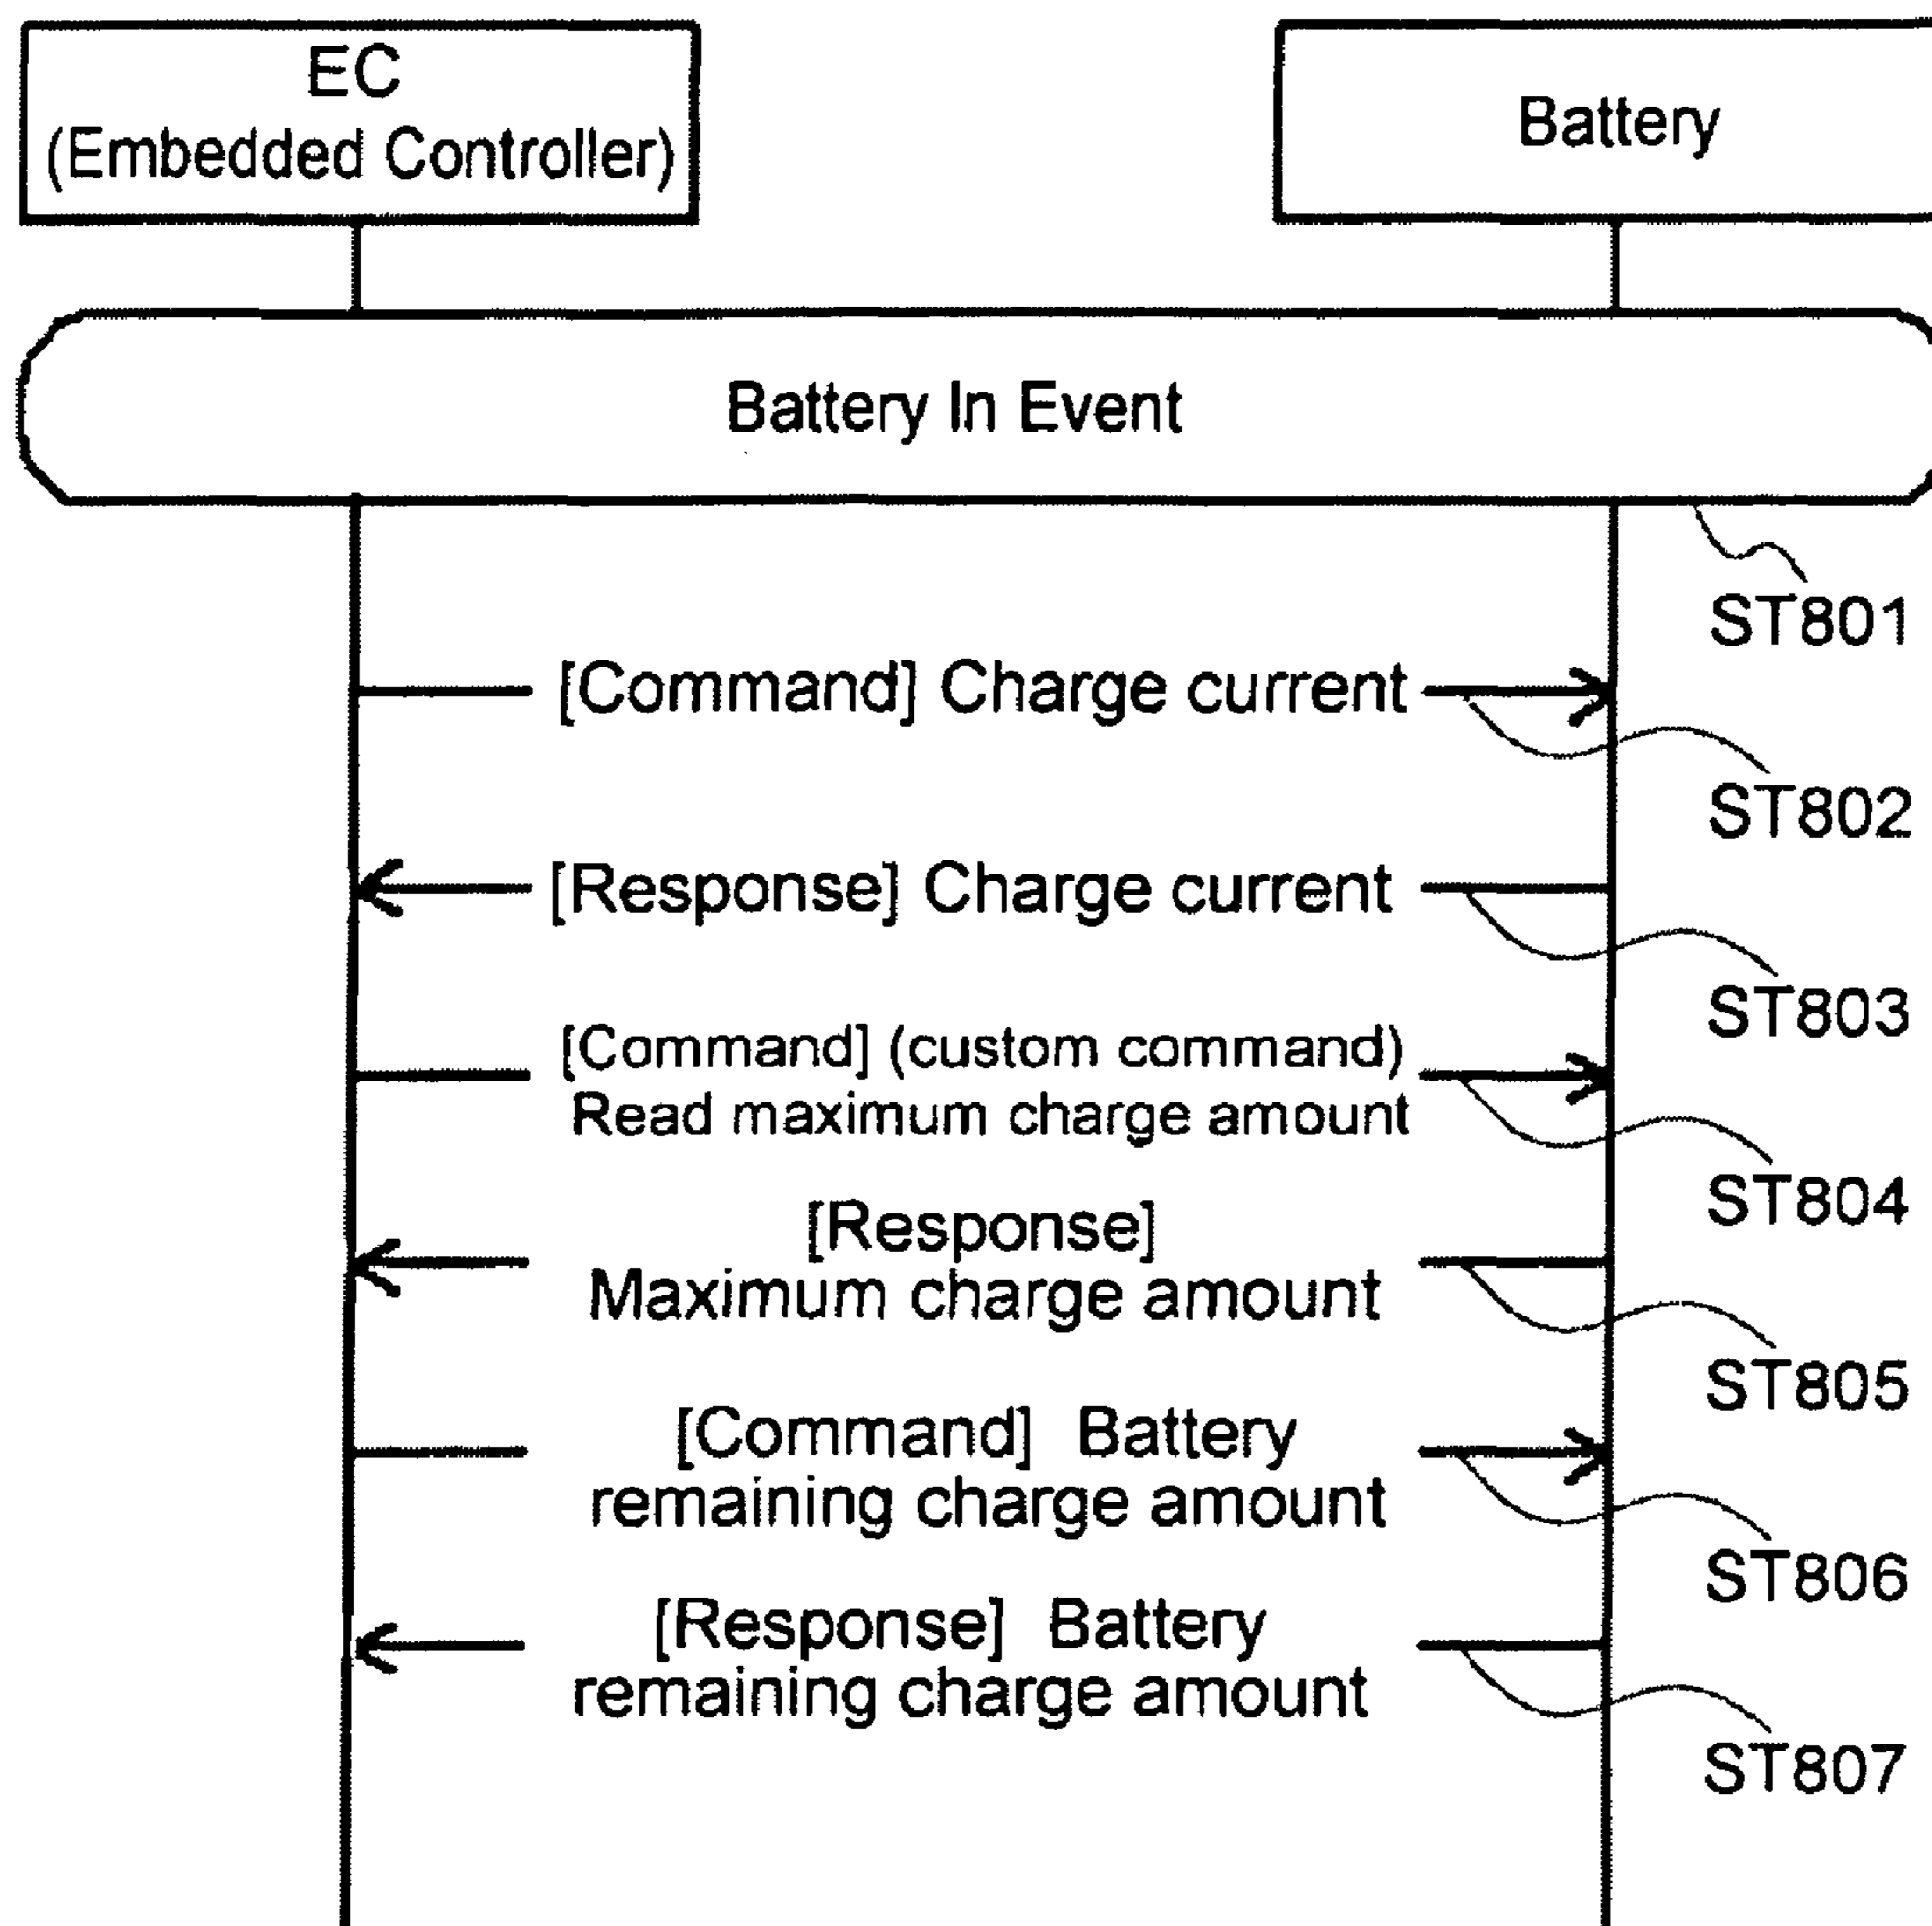 EC
(Embedded Controller)
Battery
Battery In Event
ST801
[Command] Charge current
ST802
[Response] Charge current
ST803
[Command] (custom command)
Read maximum charge amount
ST804
[Response]
Maximum charge amount
ST805
[Command] Battery
remaining charge amount
ST806
[Response] Battery
remaining charge amount
ST807